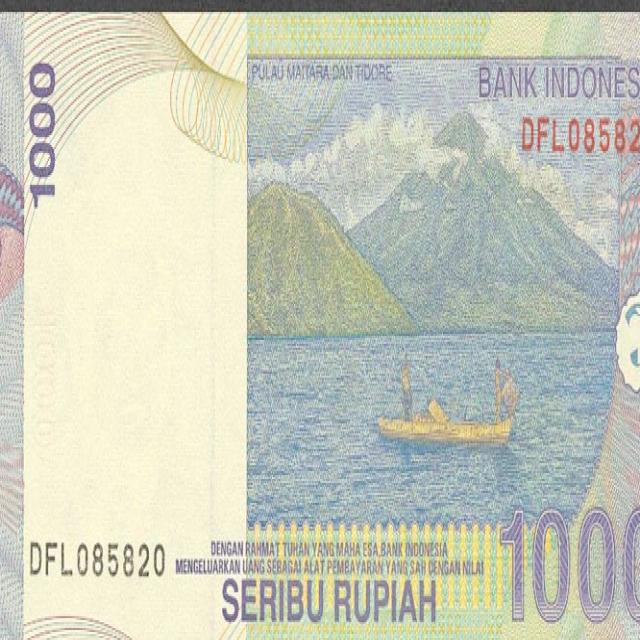 1000
PULAU MAITARA DAN TIDORE
BANK INDONES
DFL08582
DFL085820
DENGAN RAHMAT TUHAN YANG MAHA ESA, BANK INDONESIA
MENGELUARKAN UANG SEBAGAI ALAT PEMBAYARAN YANG SAH DENGAN NILAI
SERIBU RUPIAH
1000